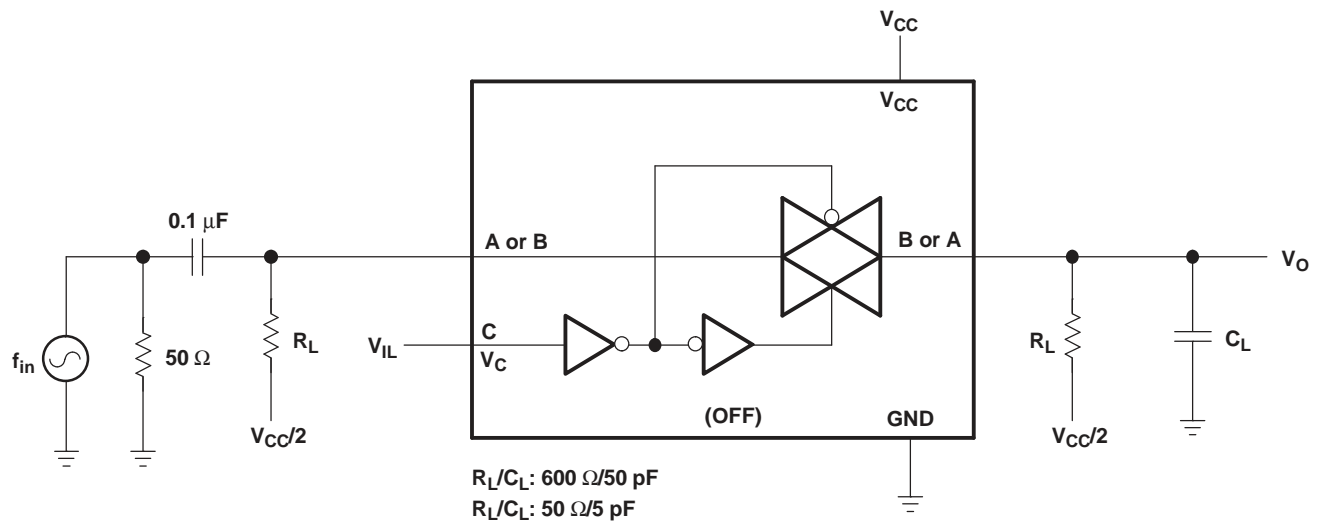 VCC
VCC
0.1 μF
A or B
B or A
VO
fin
50 Ω
RL
VCC/2
VIL
C
VC
(OFF)
GND
RL
VCC/2
CL
RL/CL: 600 Ω/50 pF
RL/CL: 50 Ω/5 pF